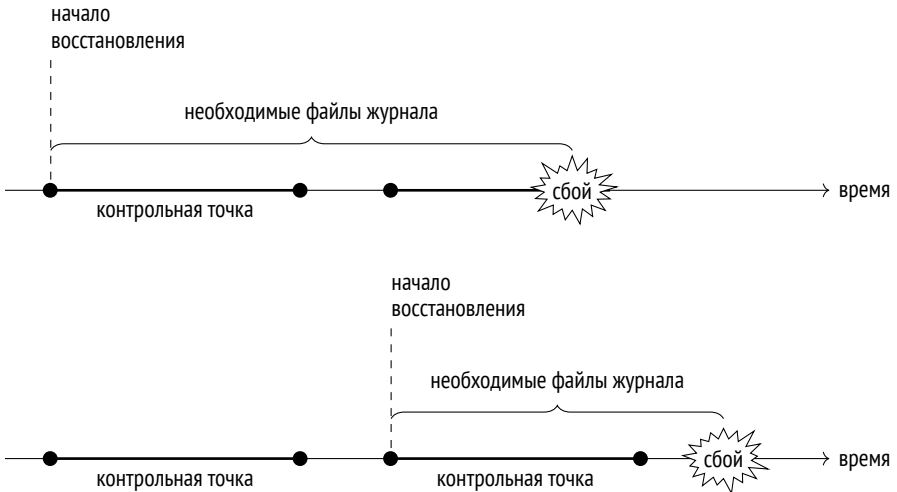 начало
восстановления
необходимые файлы журнала
сбой
время
контрольная точка
начало
восстановления
необходимые файлы журнала
сбой
время
контрольная точка
контрольная точка